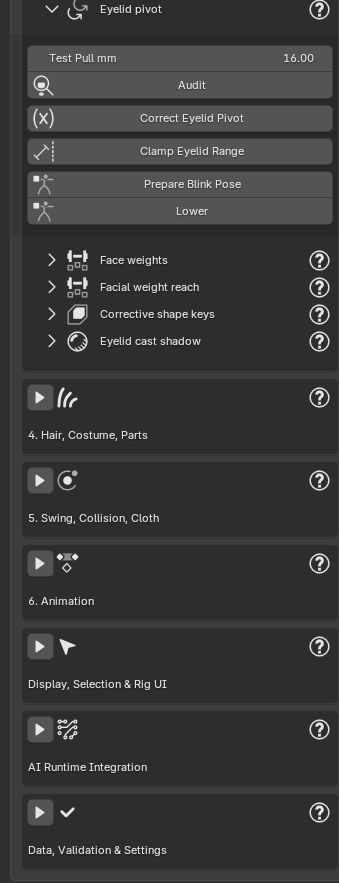 Eyelid pivot
Test Pull mm 16.00
Audit
Correct Eyelid Pivot
Clamp Eyelid Range
Prepare Blink Pose
Lower
Face weights
Facial weight reach
Corrective shape keys
Eyelid cast shadow
4. Hair, Costume, Parts
5. Swing, Collision, Cloth
6. Animation
Display, Selection & Rig UI
AI Runtime Integration
Data, Validation & Settings